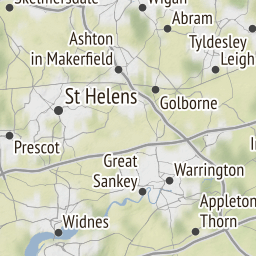 Skelmersdale
Wigan
Abram
Ashton
in Makerfield
Tyldesley
Leigh
St Helens
Golborne
Prescot
Great
Sankey
Warrington
Appleton
Thorn
Widnes